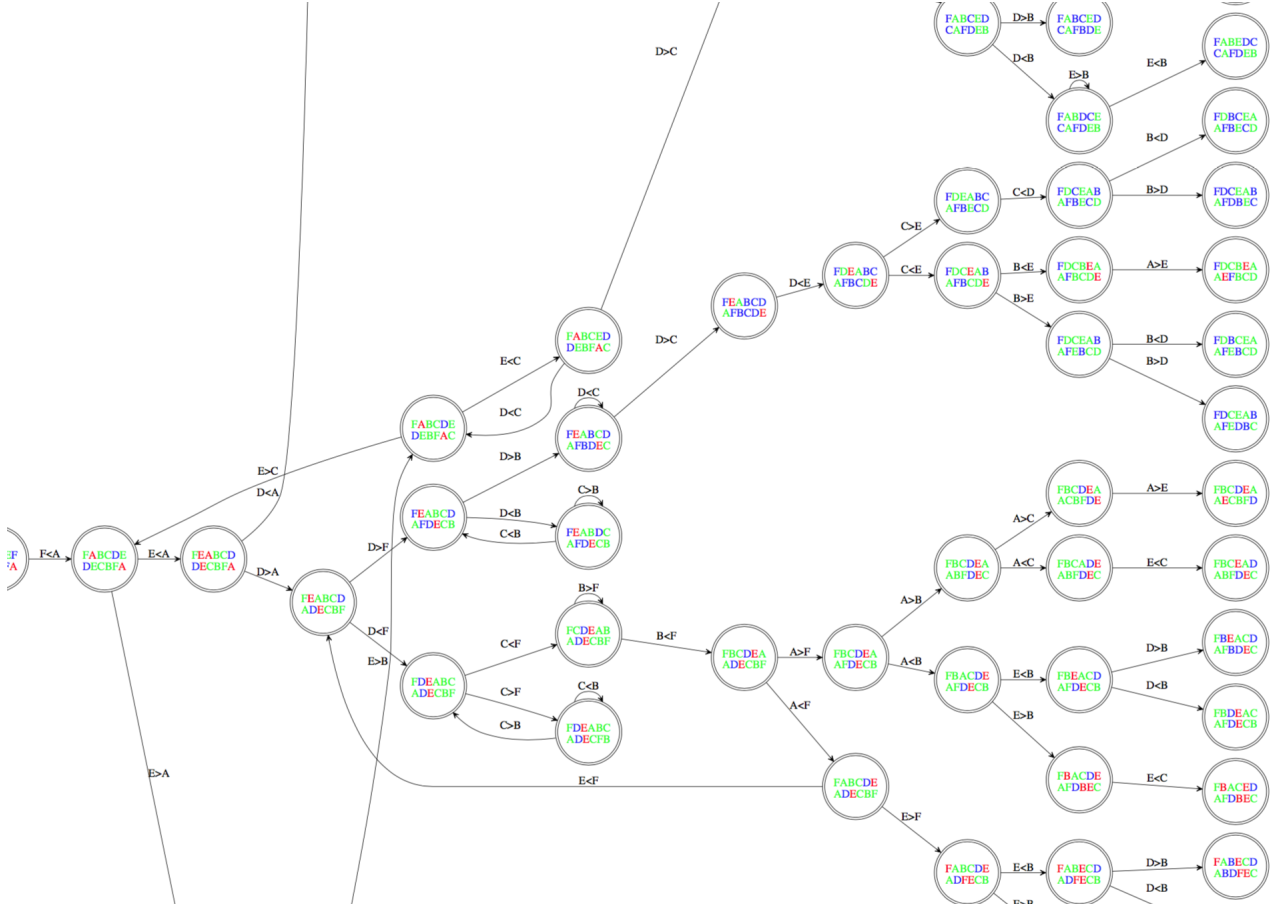 D>C
FABCED
CAFDEB
D>B
FABCED
CAFBDE
D<B
E>B
FABDCE
CAFDEB
E<B
FABEDC
CAFDEB
B<D
FDBCEA
AFBECD
FDEABC
AFBECD
C<D
FDCEAB
AFBECD
B>D
FDCEAB
AFDBEC
C>E
FEABCD
AFBCDE
D<E
FDEABC
AFBCDE
C<E
FDCEAB
AFBCDE
B<E
FDCBEA
AFBCDE
A>E
FDCBEA
AEFBCD
B>E
FDCEAB
AFEBCD
B<D
FDBCEA
AFEBCD
B>D
FDCEAB
AFEDBC
FABCED
DEBFAC
D>C
E<C
D<C
FABCDE
DEBFAC
D<C
FEABCD
AFBDEC
E>C
D<A
D>B
FEABCD
AFDECB
D<B
C<B
C>B
FEABDC
AFDECB
EF
FA
F<A
FABCDE
DECBFA
E<A
FEABCD
DECBFA
D>A
D>F
FEABCD
ADECBF
D<F
E>B
FDEABC
ADECBF
C<F
B>F
FCDEAB
ADECBF
C>F
C>B
C<B
FDEABC
ADECFB
B<F
FBCDEA
ADECBF
A>F
FBCDEA
AFDECB
A>B
FBCDEA
ABFDEC
A>C
FBCDEA
ACBFDE
A>E
FBCDEA
AECBFD
A<C
FBCADE
ABFDEC
E<C
FBCEAD
ABFDEC
A<B
FBACDE
AFDECB
E<B
FBEACD
AFDECB
D>B
FBEACD
AFBDEC
D<B
FBDEAC
AFDECB
E>B
FBACDE
AFDBEC
E<C
FBACED
AFDBEC
A<F
E>A
E<F
FABCDE
ADECBF
E>F
FABCDE
ADFECB
E<B
FABECD
ADFECB
D>B
FABECD
ABDFEC
D<B
E>B